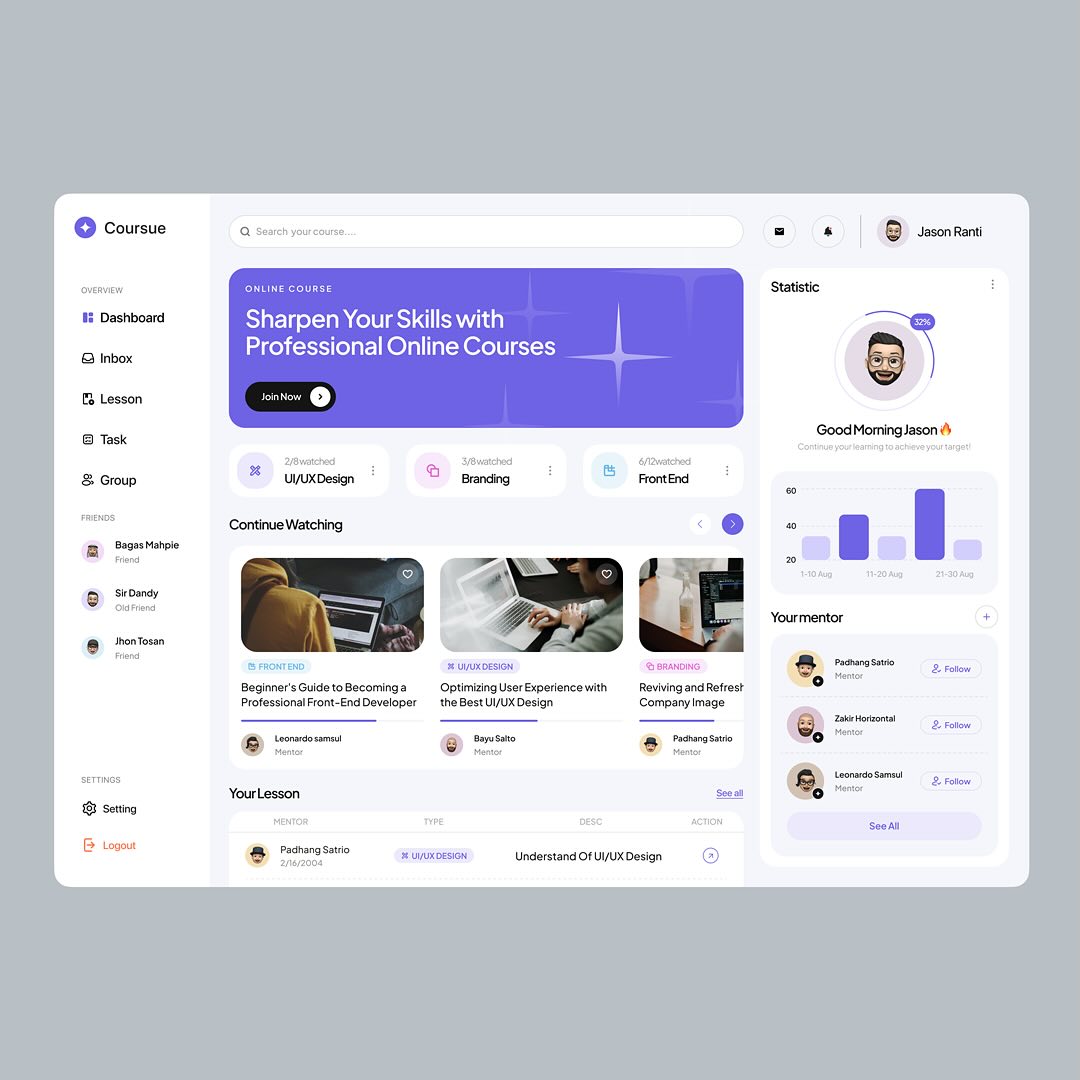 Coursue
OVERVIEW
Dashboard
Inbox
Lesson
Task
Group
FRIENDS
Bagas Mahpie
Friend
Sir Dandy
Old Friend
Jhon Tosan
Friend
SETTINGS
Setting
Logout
Search your course....
Jason Ranti
ONLINE COURSE
Sharpen Your Skills with
Professional Online Courses
Join Now
2/8 watched
UI/UX Design
3/8 watched
Branding
6/12 watched
Front End
Continue Watching
FRONT END
Beginner's Guide to Becoming a
Professional Front-End Developer
Leonardo samsul
Mentor
UI/UX DESIGN
Optimizing User Experience with
the Best UI/UX Design
Bayu Salto
Mentor
BRANDING
Reviving and Refresh
Company Image
Padhang Satrio
Mentor
Your Lesson
See all
MENTOR TYPE DESC ACTION
Padhang Satrio
2/16/2004
UI/UX DESIGN
Understand Of UI/UX Design
Statistic
32%
Good Morning Jason 🔥
Continue your learning to achieve your target!
60
40
20
1-10 Aug 11-20 Aug 21-30 Aug
Your mentor
Padhang Satrio
Mentor
Follow
Zakir Horizontal
Mentor
Follow
Leonardo Samsul
Mentor
Follow
See All